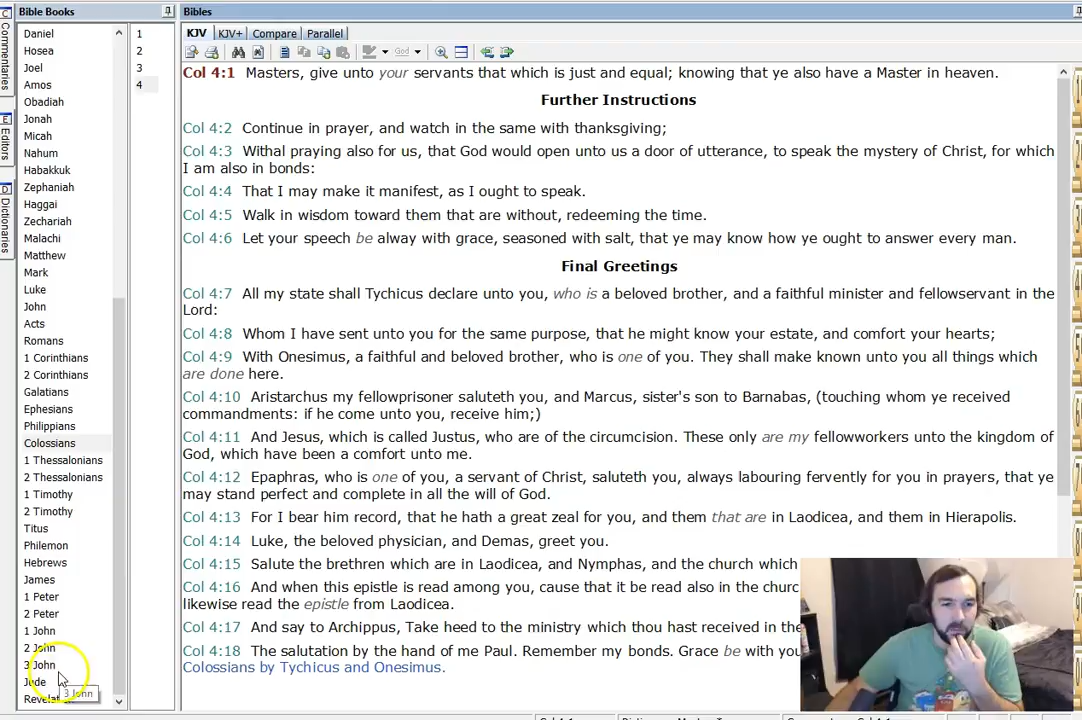 Bible Books
Bibles
Commentaries
Editors
Dictionaries
Daniel
Hosea
Joel
Amos
Obadiah
Jonah
Micah
Nahum
Habakkuk
Zephaniah
Haggai
Zechariah
Malachi
Matthew
Mark
Luke
John
Acts
Romans
1 Corinthians
2 Corinthians
Galatians
Ephesians
Philippians
Colossians
1 Thessalonians
2 Thessalonians
1 Timothy
2 Timothy
Titus
Philemon
Hebrews
James
1 Peter
2 Peter
1 John
2 John
3 John
Jude
3 John
Revelation
1
2
3
4
KJV KJV+ Compare Parallel
God
Col 4:1 Masters, give unto your servants that which is just and equal; knowing that ye also have a Master in heaven.
Further Instructions
Col 4:2 Continue in prayer, and watch in the same with thanksgiving;
Col 4:3 Withal praying also for us, that God would open unto us a door of utterance, to speak the mystery of Christ, for which
I am also in bonds:
Col 4:4 That I may make it manifest, as I ought to speak.
Col 4:5 Walk in wisdom toward them that are without, redeeming the time.
Col 4:6 Let your speech be alway with grace, seasoned with salt, that ye may know how ye ought to answer every man.
Final Greetings
Col 4:7 All my state shall Tychicus declare unto you, who is a beloved brother, and a faithful minister and fellowservant in the
Lord:
Col 4:8 Whom I have sent unto you for the same purpose, that he might know your estate, and comfort your hearts;
Col 4:9 With Onesimus, a faithful and beloved brother, who is one of you. They shall make known unto you all things which
are done here.
Col 4:10 Aristarchus my fellowprisoner saluteth you, and Marcus, sister's son to Barnabas, (touching whom ye received
commandments: if he come unto you, receive him;)
Col 4:11 And Jesus, which is called Justus, who are of the circumcision. These only are my fellowworkers unto the kingdom of
God, which have been a comfort unto me.
Col 4:12 Epaphras, who is one of you, a servant of Christ, saluteth you, always labouring fervently for you in prayers, that ye
may stand perfect and complete in all the will of God.
Col 4:13 For I bear him record, that he hath a great zeal for you, and them that are in Laodicea, and them in Hierapolis.
Col 4:14 Luke, the beloved physician, and Demas, greet you.
Col 4:15 Salute the brethren which are in Laodicea, and Nymphas, and the church which
Col 4:16 And when this epistle is read among you, cause that it be read also in the churc
likewise read the epistle from Laodicea.
Col 4:17 And say to Archippus, Take heed to the ministry which thou hast received in the
Col 4:18 The salutation by the hand of me Paul. Remember my bonds. Grace be with you
Colossians by Tychicus and Onesimus.